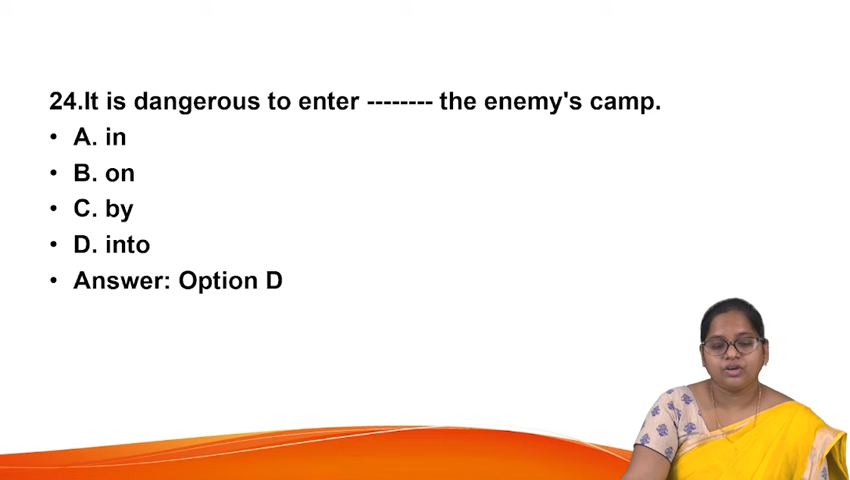 24.It is dangerous to enter -------- the enemy's camp.
• A. in
• B. on
• C. by
• D. into
• Answer: Option D